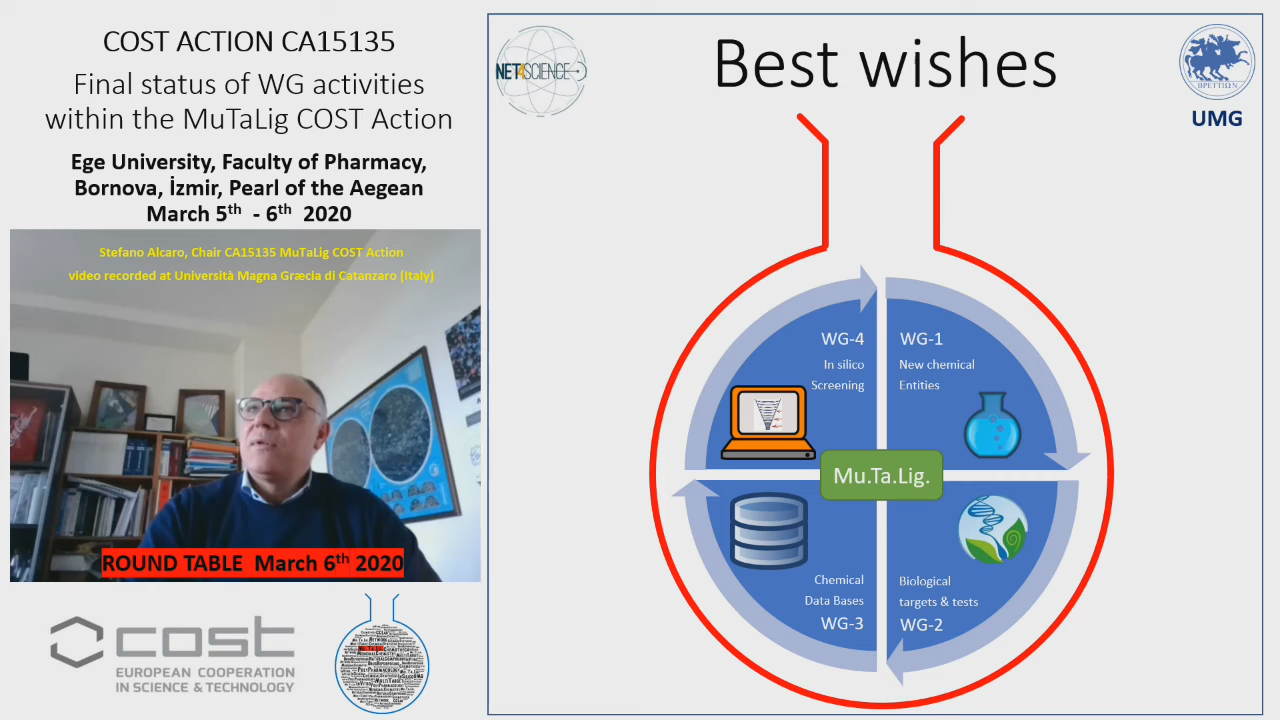 COST ACTION CA15135
Final status of WG activities
within the MuTaLig COST Action
Ege University, Faculty of Pharmacy,
Bornova, İzmir, Pearl of the Aegean
March 5th - 6th 2020
Stefano Alcaro, Chair CA15135 MuTaLig COST Action
video recorded at Università Magna Græcia di Catanzaro (Italy)
ROUND TABLE March 6th 2020
cost
EUROPEAN COOPERATION
IN SCIENCE & TECHNOLOGY
NET4SCIENCE
Best wishes
ΒΡΕΤΤΙΩΝ
UMG
WG-4
In silico
Screening
WG-1
New chemical
Entities
Mu.Ta.Lig.
Chemical
Data Bases
WG-3
Biological
targets & tests
WG-2